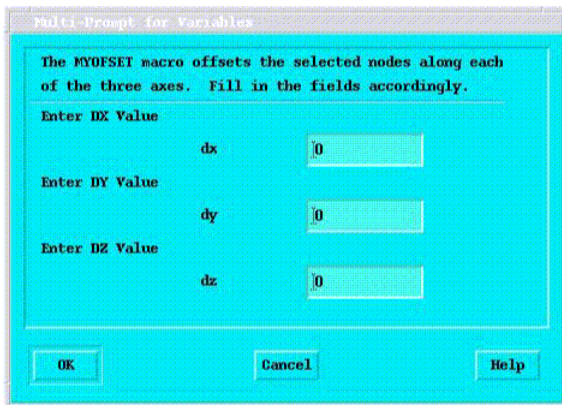 Multi-Prompt for Variables
The MYOFSET macro offsets the selected nodes along each
of the three axes. Fill in the fields accordingly.
Enter DX Value
dx 0
Enter DY Value
dy 0
Enter DZ Value
dz 0
OK Cancel Help